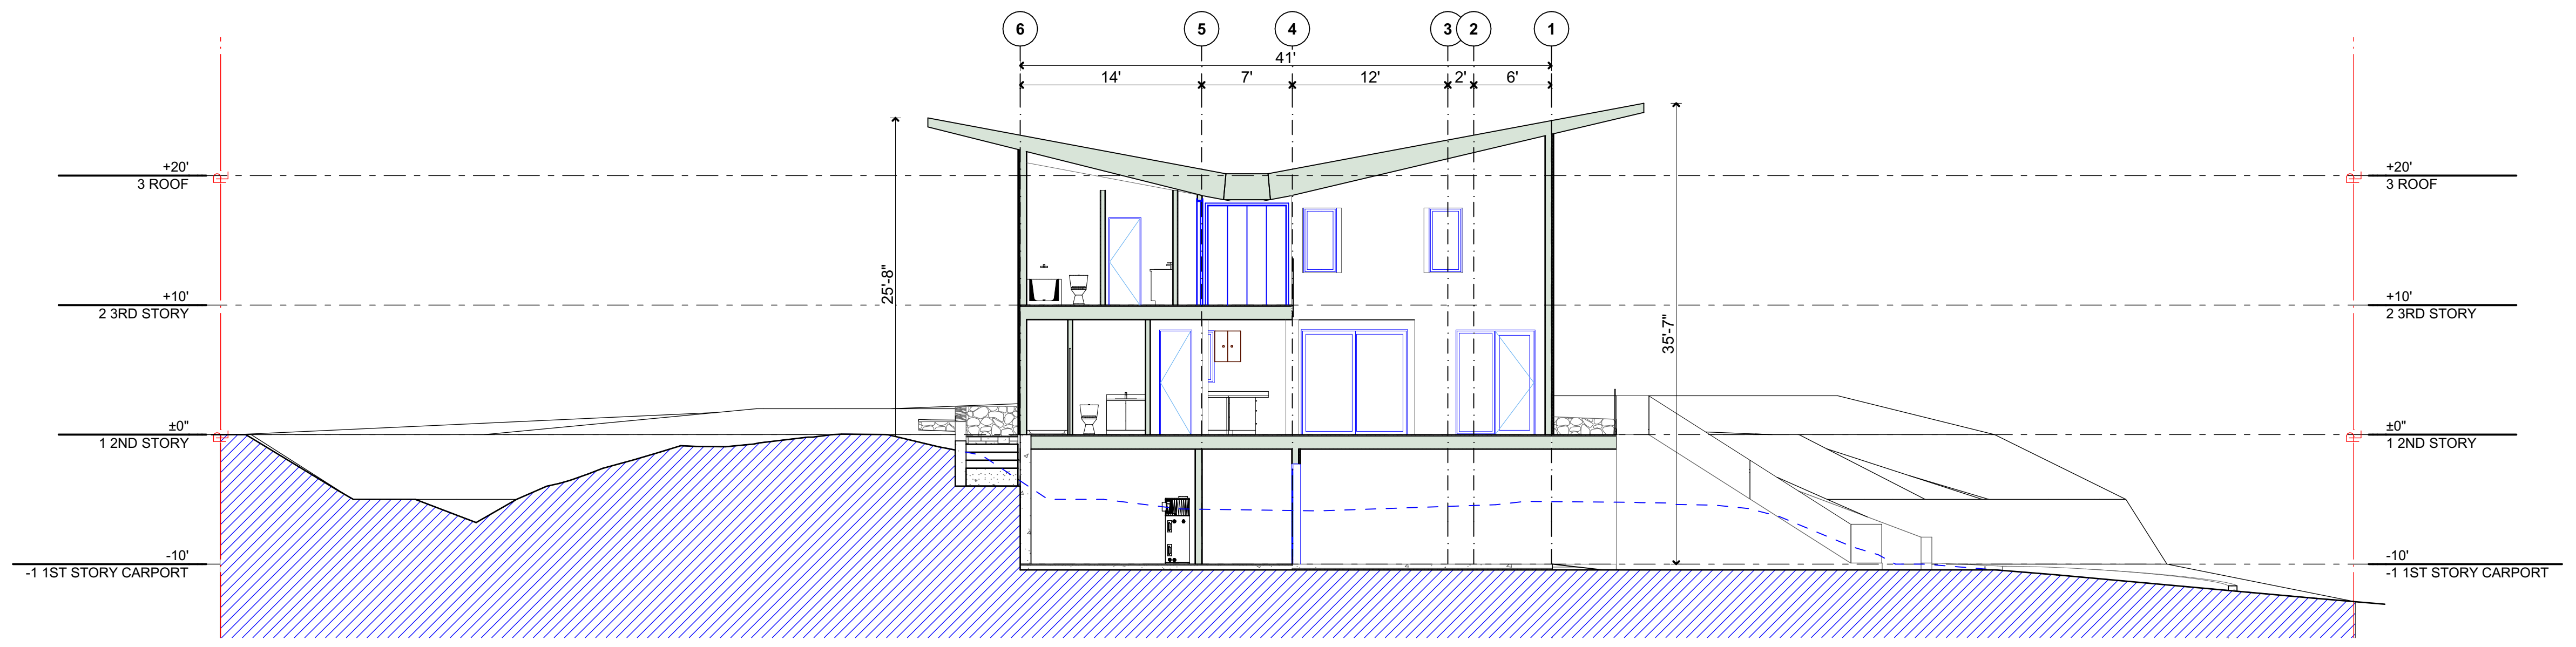 6
5
4
3
2
1
41'
14'
7'
12'
2'
6'
25'-8"
35'-7"
+20'
3 ROOF
+20'
3 ROOF
+10'
2 3RD STORY
+10'
2 3RD STORY
±0"
1 2ND STORY
±0"
1 2ND STORY
-10'
-1 1ST STORY CARPORT
-10'
-1 1ST STORY CARPORT